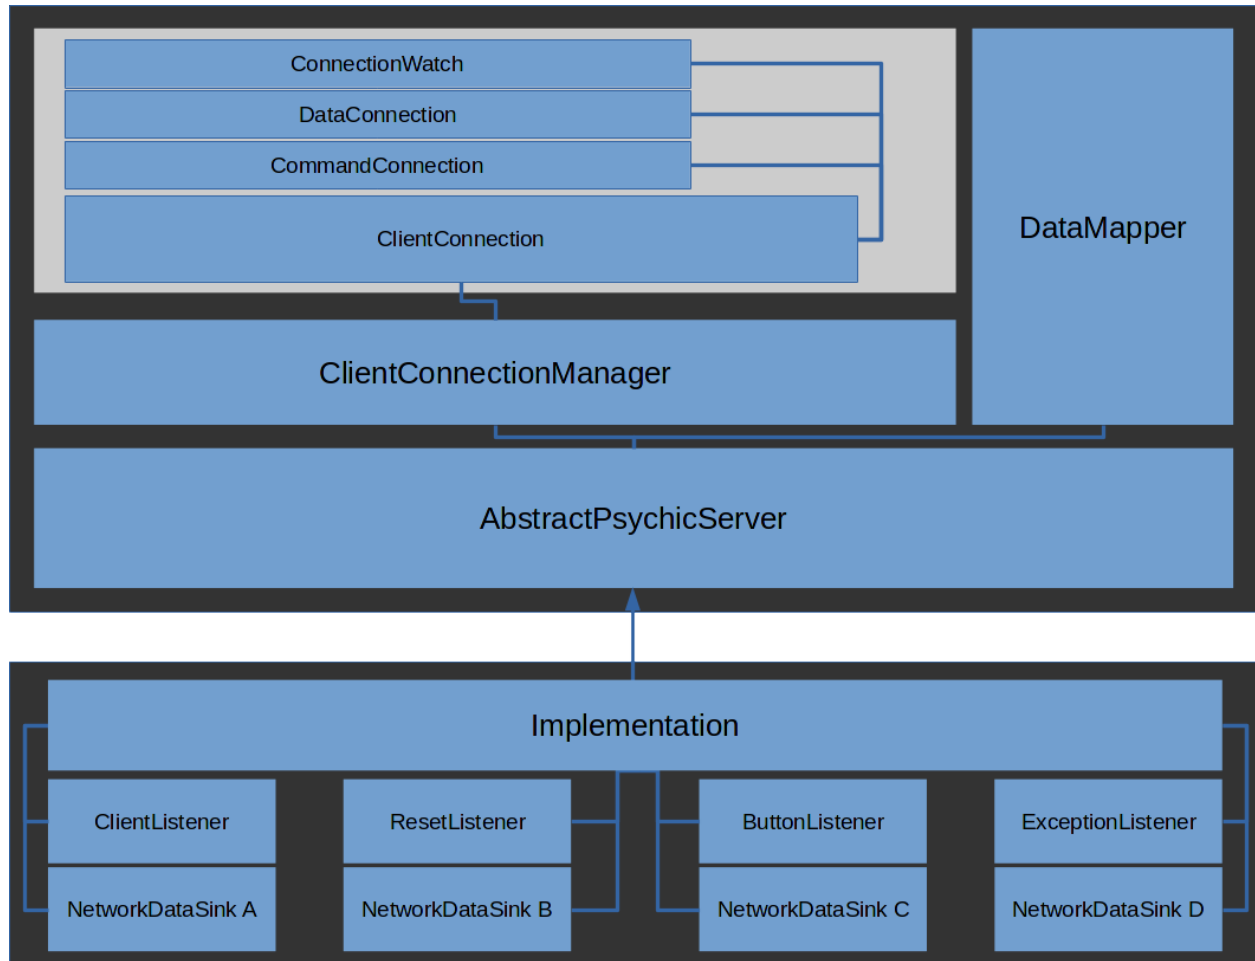 ConnectionWatch
DataConnection
CommandConnection
ClientConnection
DataMapper
ClientConnectionManager
AbstractPsychicServer
Implementation
ClientListener
ResetListener
ButtonListener
ExceptionListener
NetworkDataSink A
NetworkDataSink B
NetworkDataSink C
NetworkDataSink D